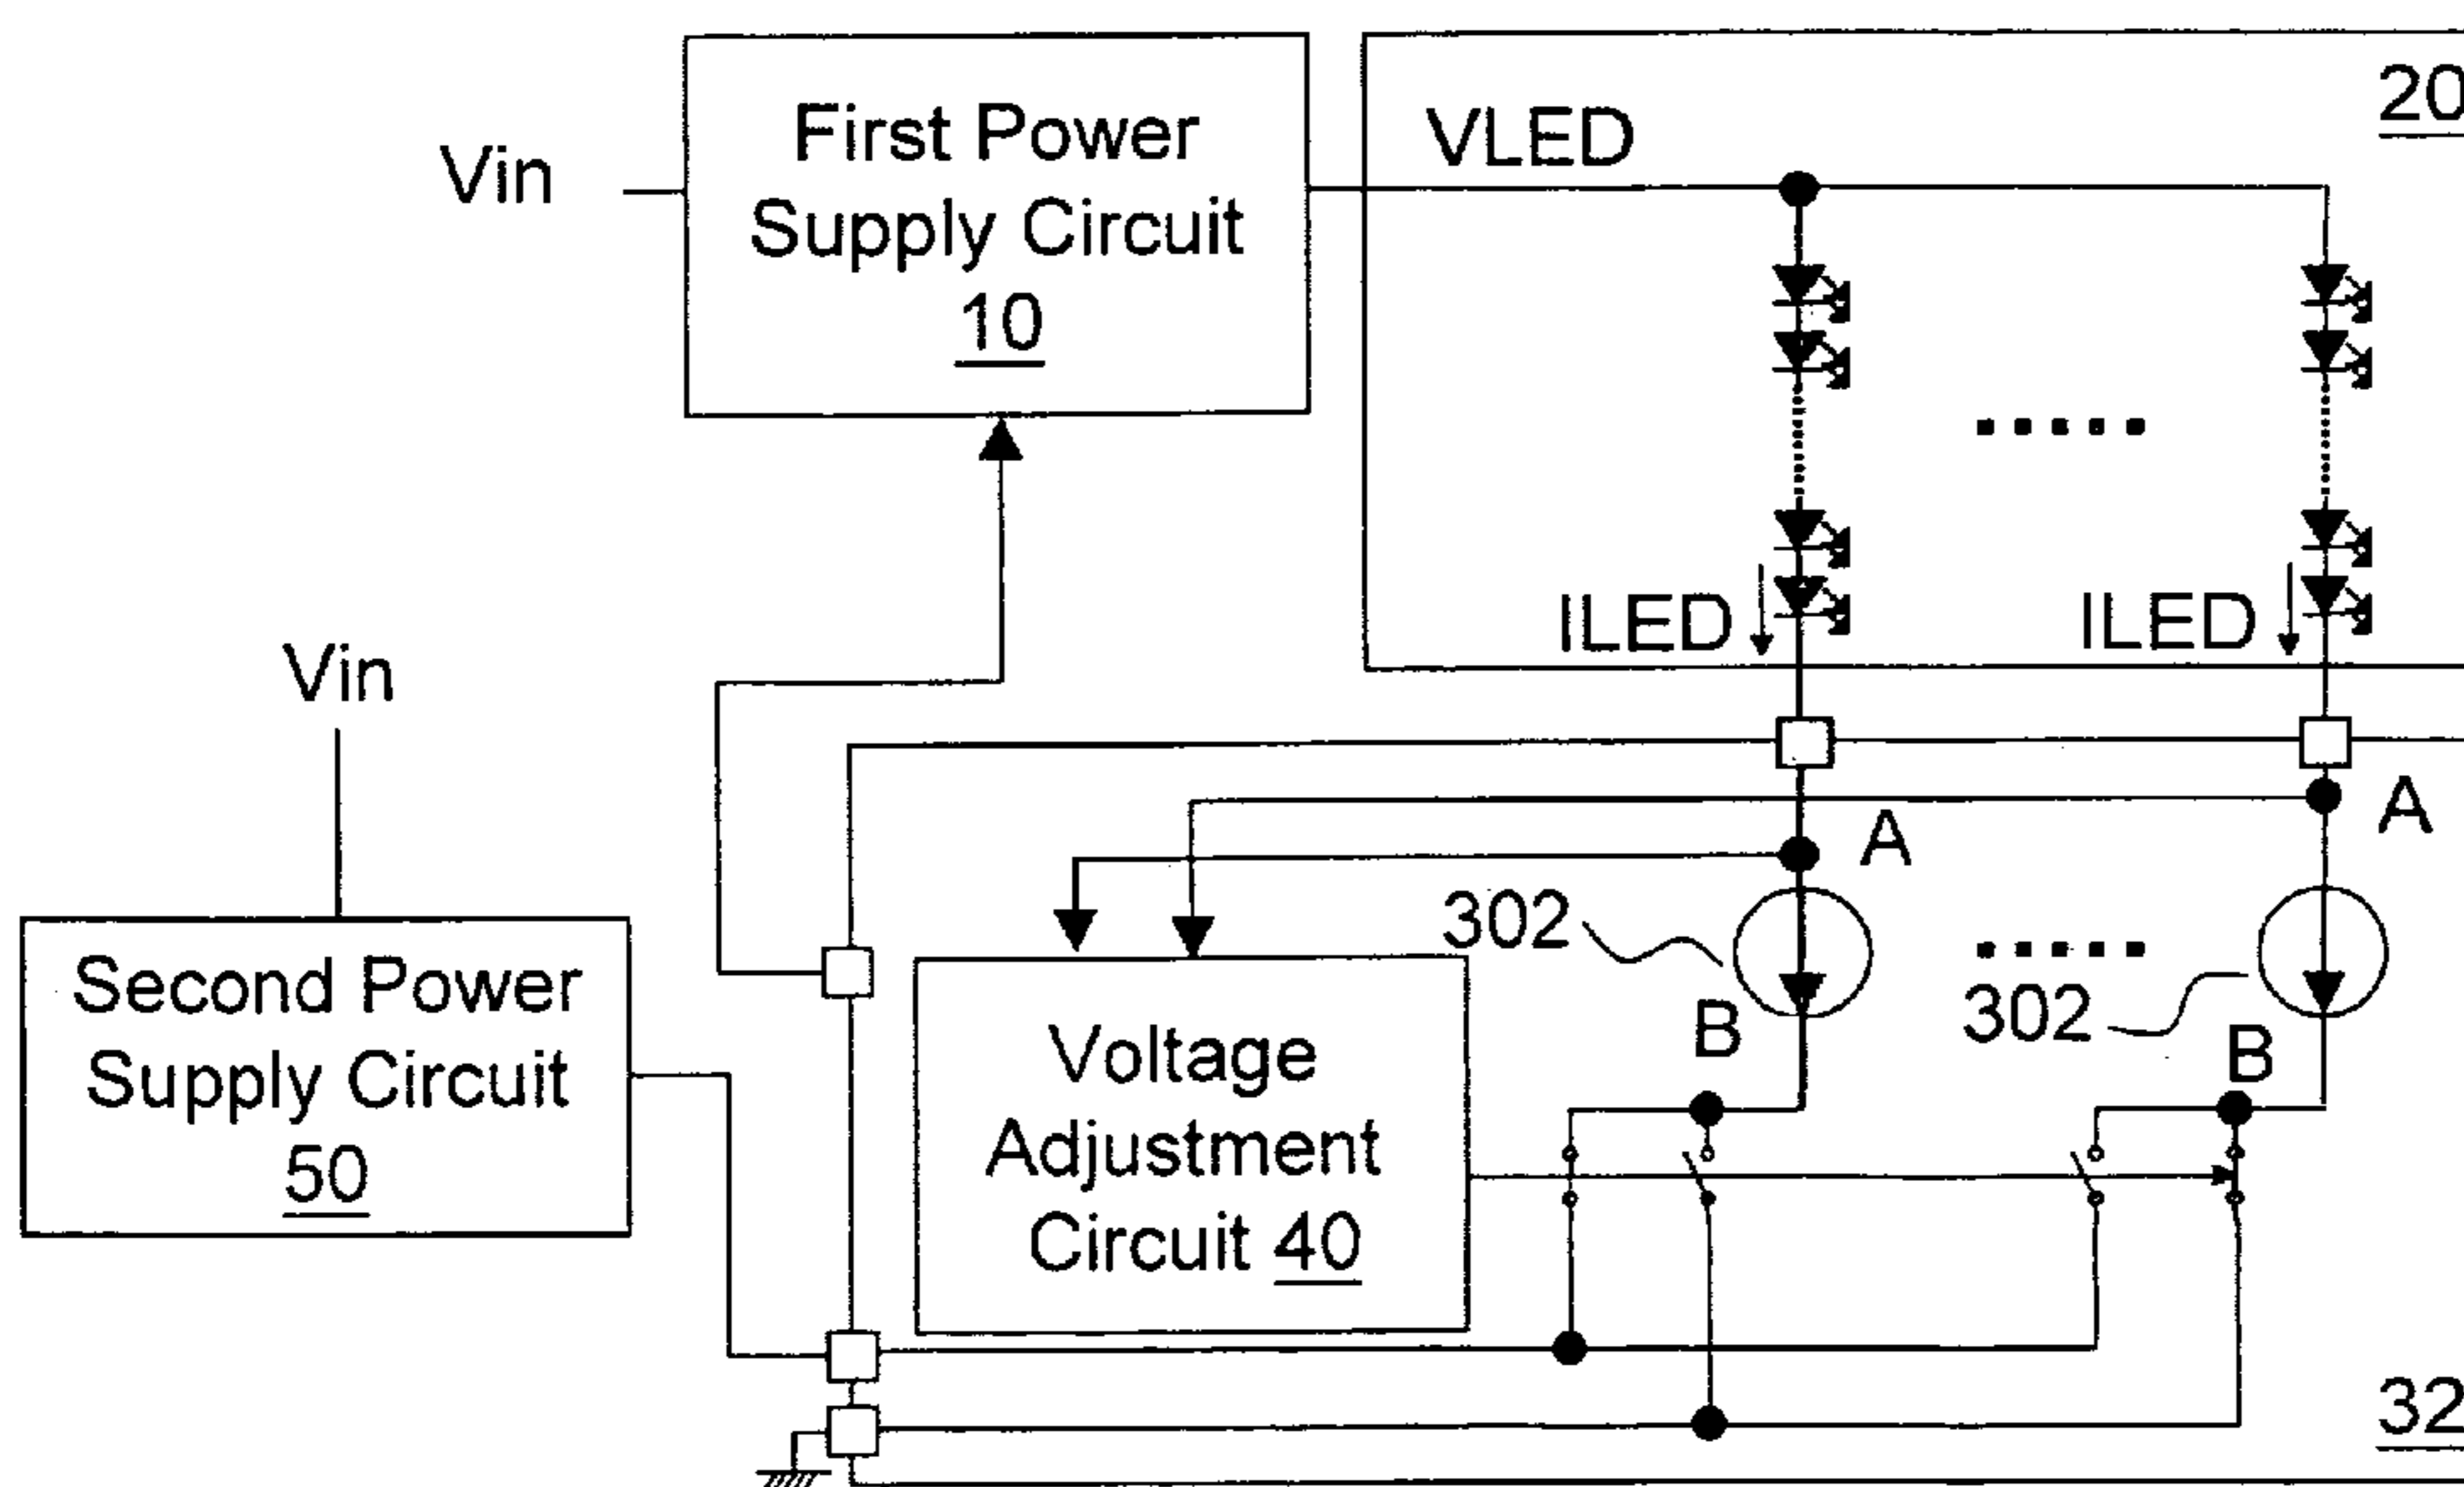 First Power
Supply Circuit
10
Vin
VLED
20
ILED
ILED
Vin
A
A
302
302
B
B
Second Power
Supply Circuit
50
Voltage
Adjustment
Circuit 40
32